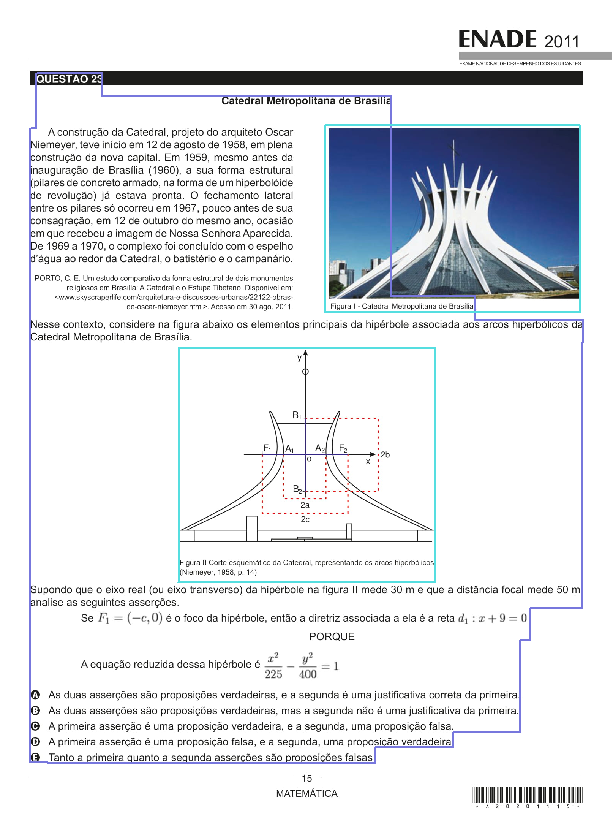 ENADE 2011
EXAME NACIONAL DE DESEMPENHO DOS ESTUDANTES
QUESTÃO 23
Catedral Metropolitana de Brasília
A construção da Catedral, projeto do arquiteto Oscar
Niemeyer, teve início em 12 de agosto de 1958, em plena
construção da nova capital. Em 1959, mesmo antes da
inauguração de Brasília (1960), a sua forma estrutural
(pilares de concreto armado, na forma de um hiperbolóide
de revolução) já estava pronta. O fechamento lateral
entre os pilares só ocorreu em 1967, pouco antes de sua
consagração, em 12 de outubro do mesmo ano, ocasião
em que recebeu a imagem de Nossa Senhora Aparecida.
De 1969 a 1970, o complexo foi concluído com o espelho
d'água ao redor da Catedral, o batistério e o campanário.
PORTO, C. E. Um estudo comparativo da forma estrutural de dois monumentos
religiosos em Brasília: A Catedral e o Estupa Tibetano. Disponível em:
<www.skyscraperlife.com/arquitetura-e-discussoes-urbanas/22122-obras-
de-oscar-niemeyer.html>. Acesso em 30 ago. 2011.
Figura I - Catedral Metropolitana de Brasília
Nesse contexto, considere na figura abaixo os elementos principais da hipérbole associada aos arcos hiperbólicos da
Catedral Metropolitana de Brasília.
y
B
F₁ A₁ A₂ F₂
o x 2b
B₂
2a
2c
Figura II Corte esquemático da Catedral, representando os arcos hiperbólicos
(Niemeyer, 1958, p. 14)
Supondo que o eixo real (ou eixo transverso) da hipérbole na figura II mede 30 m e que a distância focal mede 50 m,
analise as seguintes asserções.
Se F₁ = (−c, 0) é o foco da hipérbole, então a diretriz associada a ela é a reta d₁ : x + 9 = 0
PORQUE
A equação reduzida dessa hipérbole é x²/225 − y²/400 = 1
A As duas asserções são proposições verdadeiras, e a segunda é uma justificativa correta da primeira.
B As duas asserções são proposições verdadeiras, mas a segunda não é uma justificativa da primeira.
C A primeira asserção é uma proposição verdadeira, e a segunda, uma proposição falsa.
D A primeira asserção é uma proposição falsa, e a segunda, uma proposição verdadeira.
E Tanto a primeira quanto a segunda asserções são proposições falsas.
15
MATEMÁTICA